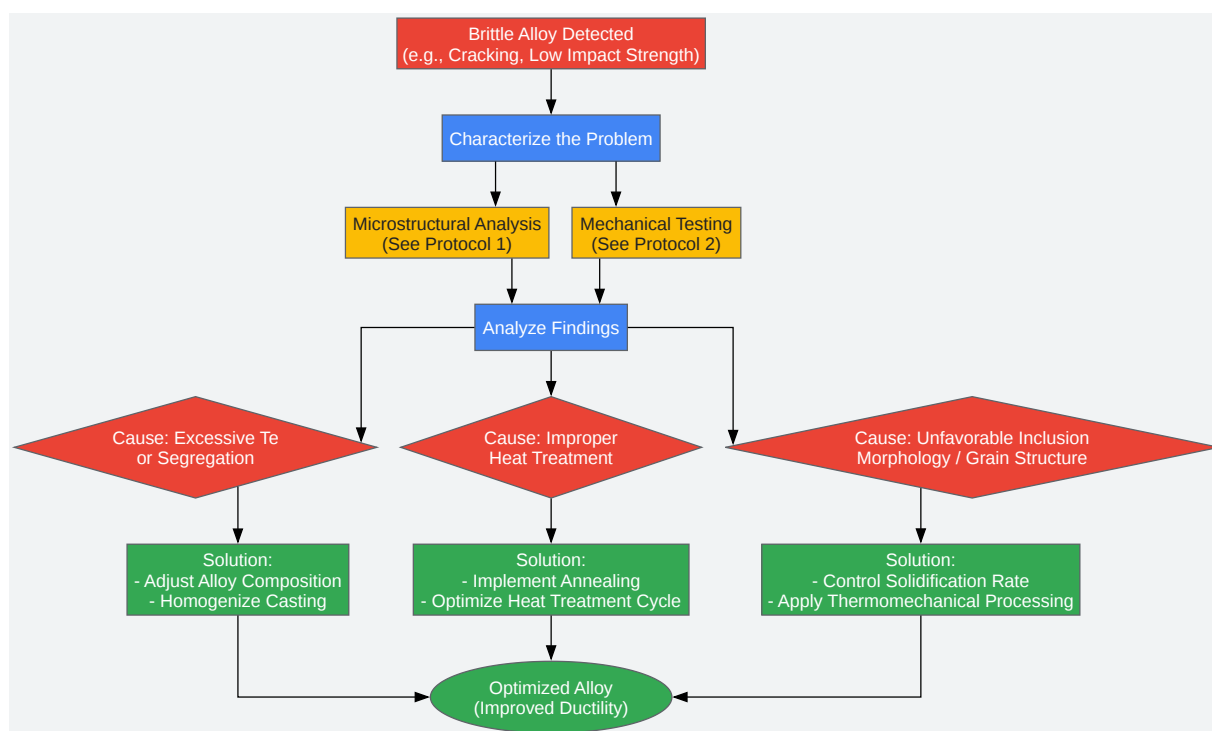 Brittle Alloy Detected
(e.g., Cracking, Low Impact Strength)
Characterize the Problem
Microstructural Analysis
(See Protocol 1)
Mechanical Testing
(See Protocol 2)
Analyze Findings
Cause: Excessive Te
or Segregation
Cause: Improper
Heat Treatment
Cause: Unfavorable Inclusion
Morphology / Grain Structure
Solution:
- Adjust Alloy Composition
- Homogenize Casting
Solution:
- Implement Annealing
- Optimize Heat Treatment Cycle
Solution:
- Control Solidification Rate
- Apply Thermomechanical Processing
Optimized Alloy
(Improved Ductility)